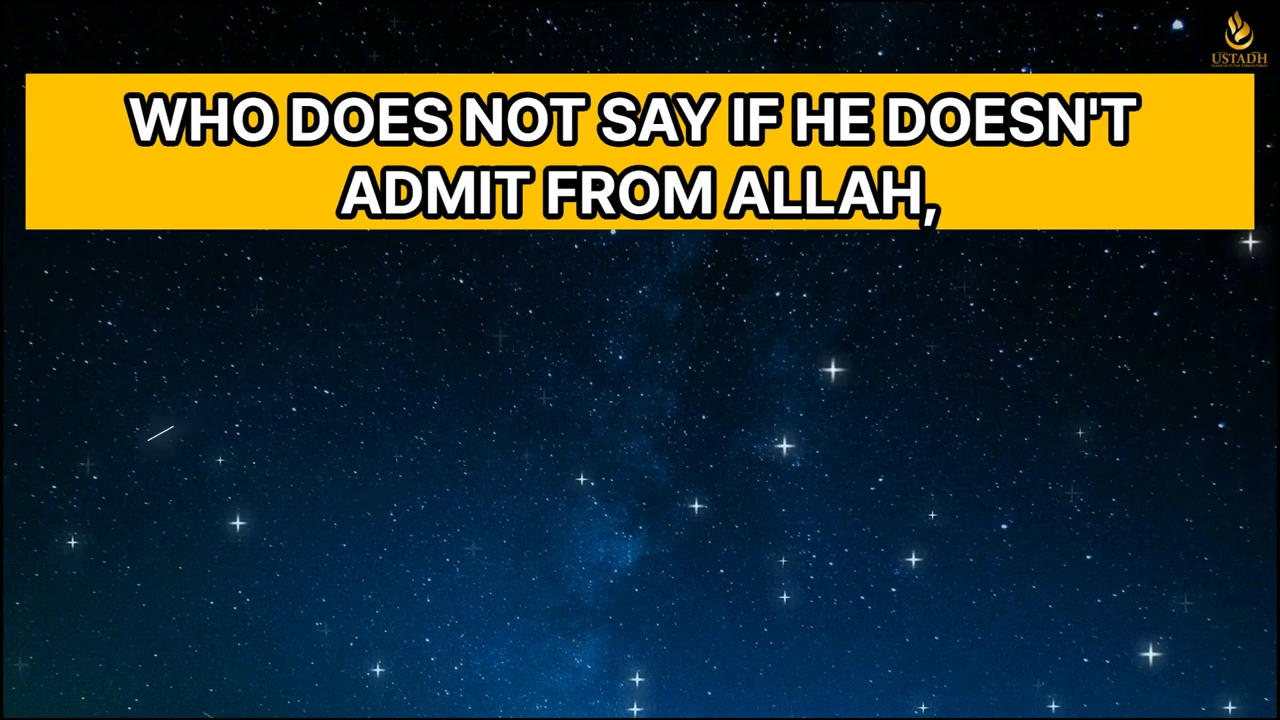 USTADH
WHO DOES NOT SAY IF HE DOESN'T
ADMIT FROM ALLAH,